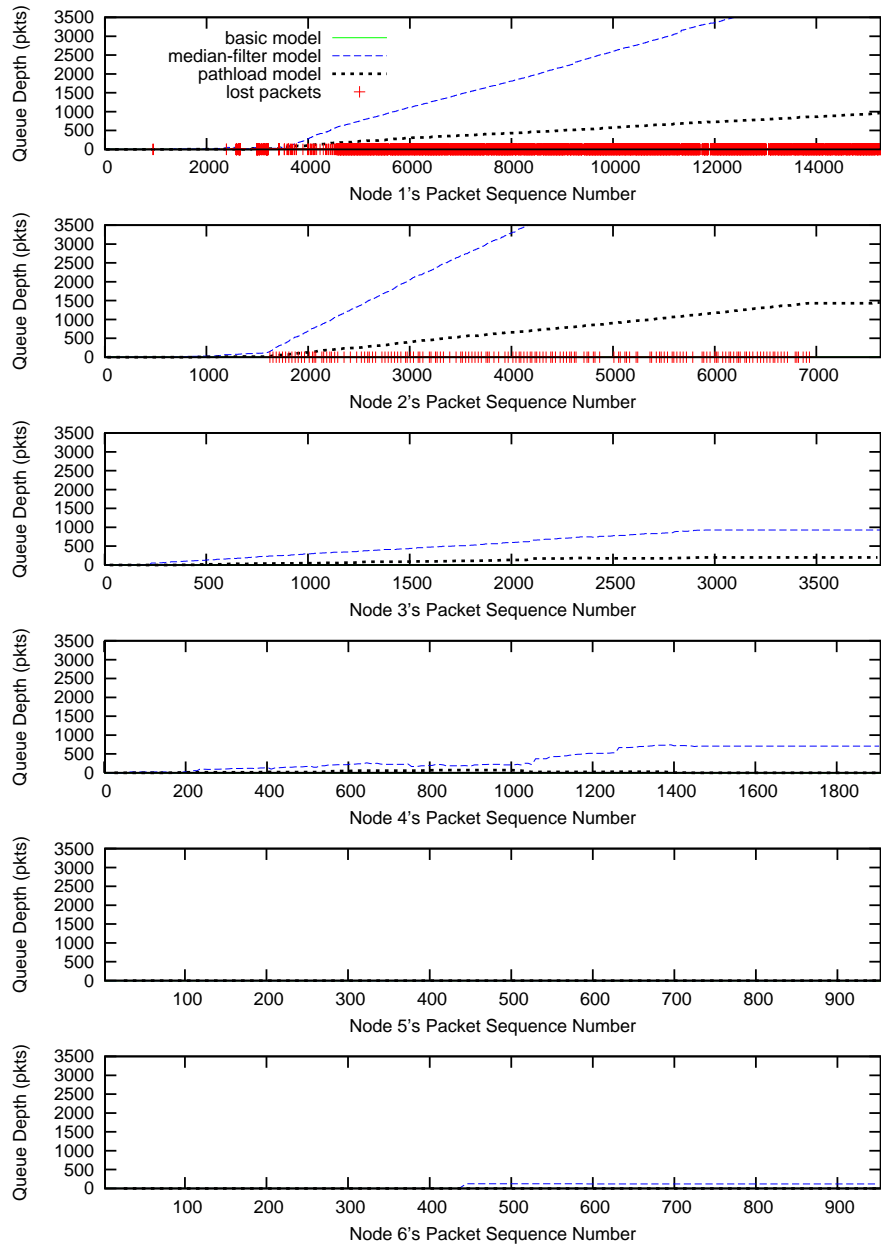 3500
3000
2500
2000
1500
1000
500
0
Queue Depth (pkts)
basic model
median-filter model
pathload model
lost packets
0 2000 4000 6000 8000 10000 12000 14000
Node 1's Packet Sequence Number
3500
3000
2500
2000
1500
1000
500
0
Queue Depth (pkts)
0 1000 2000 3000 4000 5000 6000 7000
Node 2's Packet Sequence Number
3500
3000
2500
2000
1500
1000
500
0
Queue Depth (pkts)
0 500 1000 1500 2000 2500 3000 3500
Node 3's Packet Sequence Number
3500
3000
2500
2000
1500
1000
500
0
Queue Depth (pkts)
0 200 400 600 800 1000 1200 1400 1600 1800
Node 4's Packet Sequence Number
3500
3000
2500
2000
1500
1000
500
0
Queue Depth (pkts)
100 200 300 400 500 600 700 800 900
Node 5's Packet Sequence Number
3500
3000
2500
2000
1500
1000
500
0
Queue Depth (pkts)
100 200 300 400 500 600 700 800 900
Node 6's Packet Sequence Number